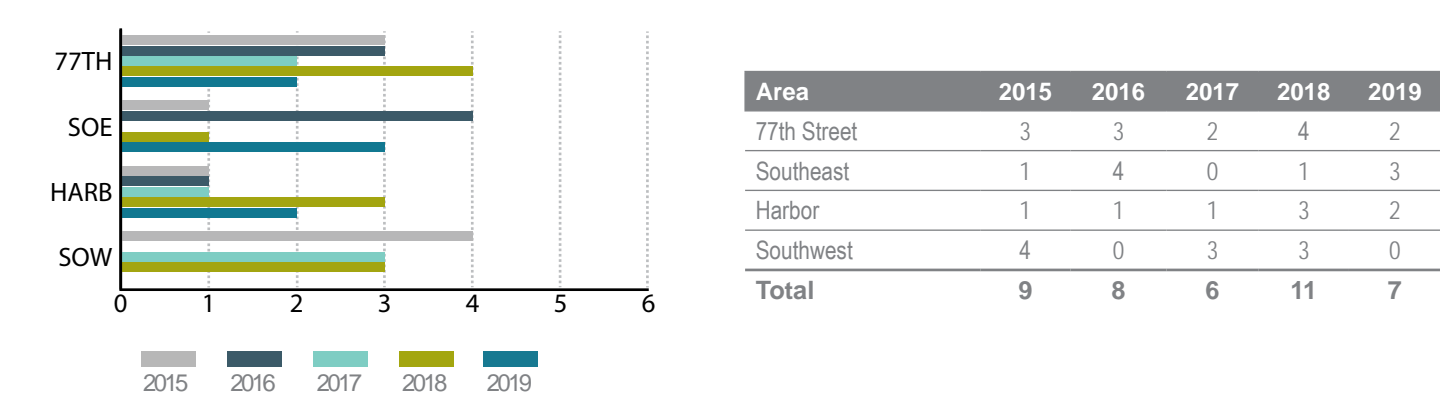 77TH
SOE
HARB
SOW
0 1 2 3 4 5 6
2015 2016 2017 2018 2019
Area 2015 2016 2017 2018 2019
77th Street 3 3 2 4 2
Southeast 1 4 0 1 3
Harbor 1 1 1 3 2
Southwest 4 0 3 3 0
Total 9 8 6 11 7